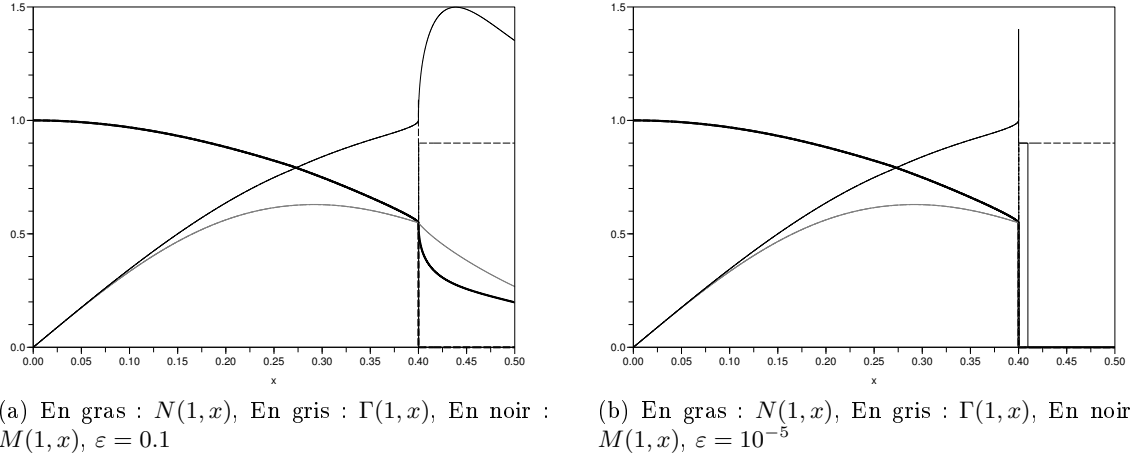 1.5
1.0
0.5
0.0
0.00 0.05 0.10 0.15 0.20 0.25 0.30 0.35 0.40 0.45 0.50
x
1.5
1.0
0.5
0.0
0.00 0.05 0.10 0.15 0.20 0.25 0.30 0.35 0.40 0.45 0.50
x
(a) En gras : N(1, x), En gris : Γ(1, x), En noir :
M(1, x), ε = 0.1
(b) En gras : N(1, x), En gris : Γ(1, x), En noir
M(1, x), ε = 10⁻⁵